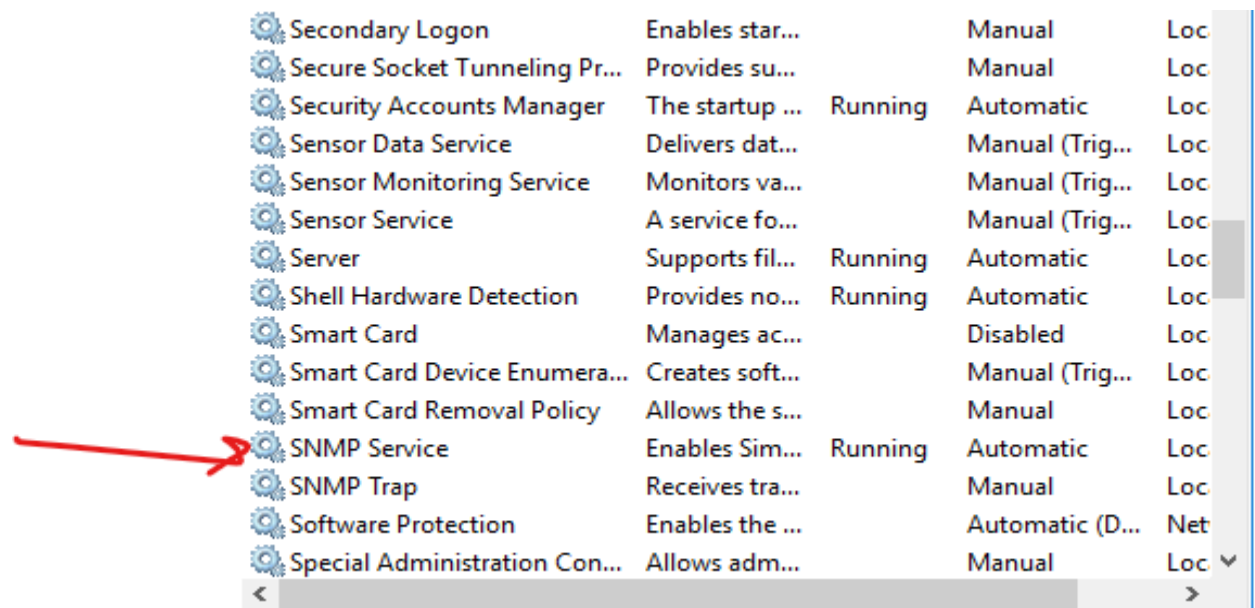 Secondary Logon Enables star... Manual Loc
Secure Socket Tunneling Pr... Provides su... Manual Loc
Security Accounts Manager The startup ... Running Automatic Loc
Sensor Data Service Delivers dat... Manual (Trig... Loc
Sensor Monitoring Service Monitors va... Manual (Trig... Loc
Sensor Service A service fo... Manual (Trig... Loc
Server Supports fil... Running Automatic Loc
Shell Hardware Detection Provides no... Running Automatic Loc
Smart Card Manages ac... Disabled Loc
Smart Card Device Enumera... Creates soft... Manual (Trig... Loc
Smart Card Removal Policy Allows the s... Manual Loc
SNMP Service Enables Sim... Running Automatic Loc
SNMP Trap Receives tra... Manual Loc
Software Protection Enables the ... Automatic (D... Net
Special Administration Con... Allows adm... Manual Loc